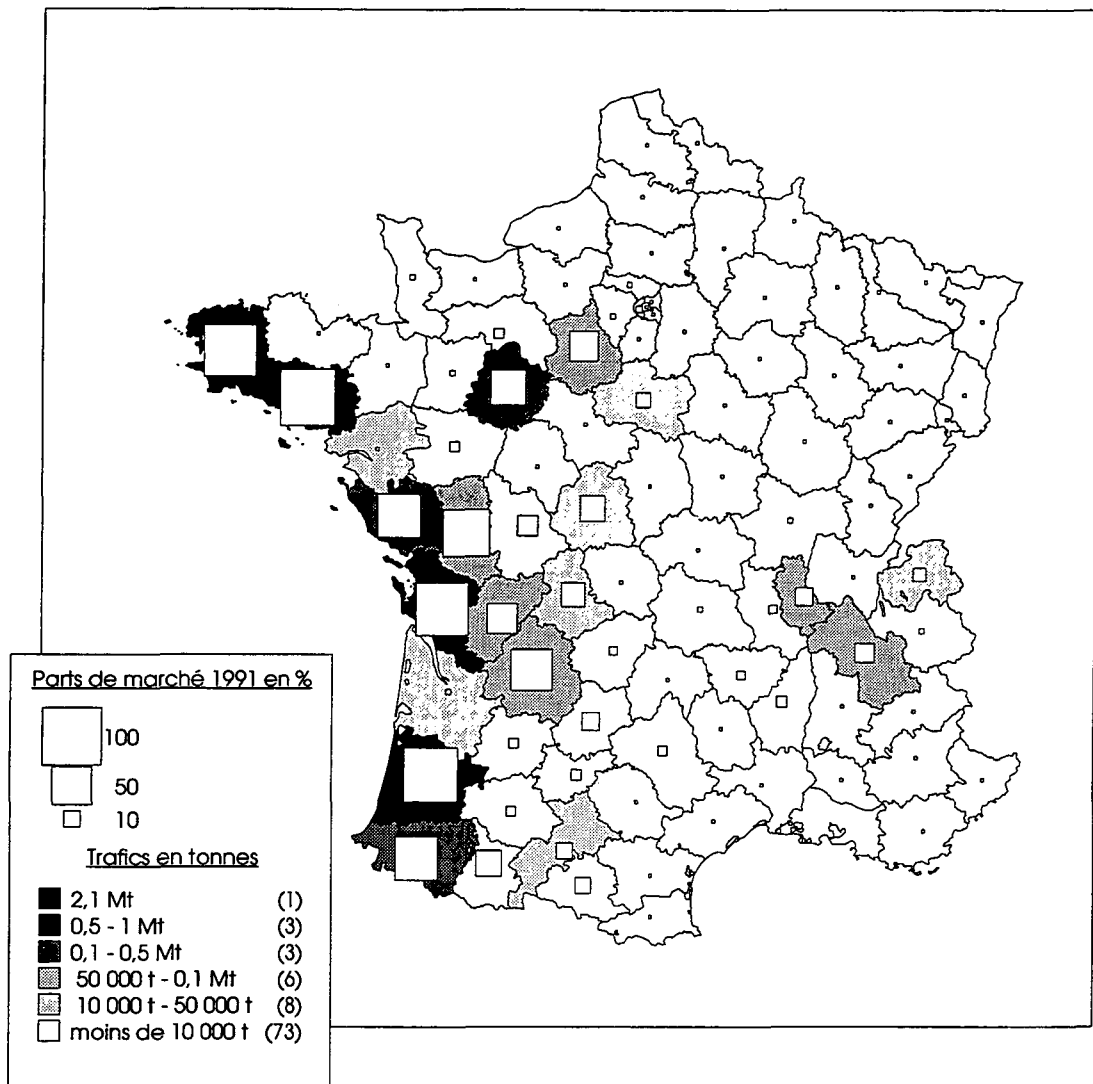 Parts de marché 1991 en %
100
50
10
Trafics en tonnes
2,1 Mt (1)
0,5 - 1 Mt (3)
0,1 - 0,5 Mt (3)
50 000 t - 0,1 Mt (6)
10 000 t - 50 000 t (8)
moins de 10 000 t (73)